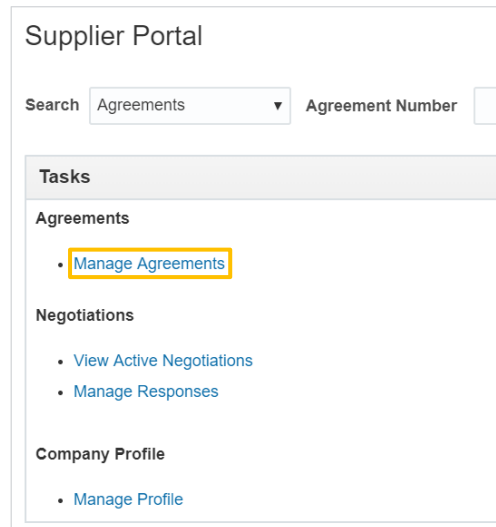 Supplier Portal
Search Agreements Agreement Number
Tasks
Agreements
Manage Agreements
Negotiations
View Active Negotiations
Manage Responses
Company Profile
Manage Profile